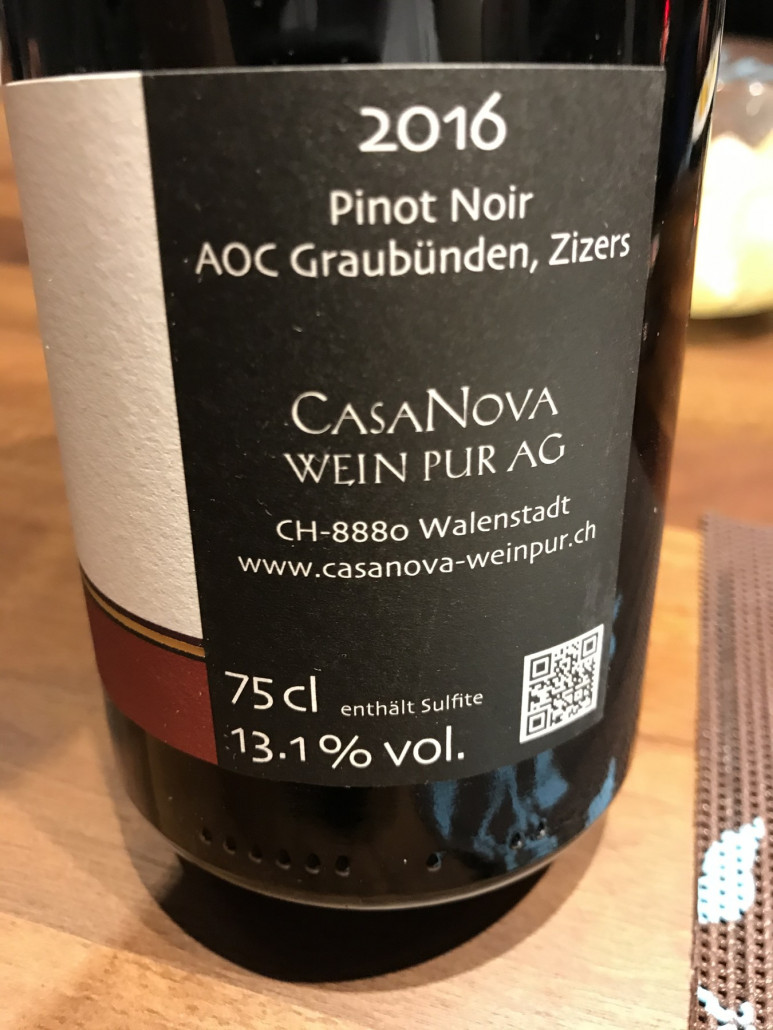 2016
Pinot Noir
AOC Graubünden, Zizers
CASANOVA
WEIN PUR AG
CH-8880 Walenstadt
www.casanova-weinpur.ch
75 cl enthält Sulfite
13.1% vol.